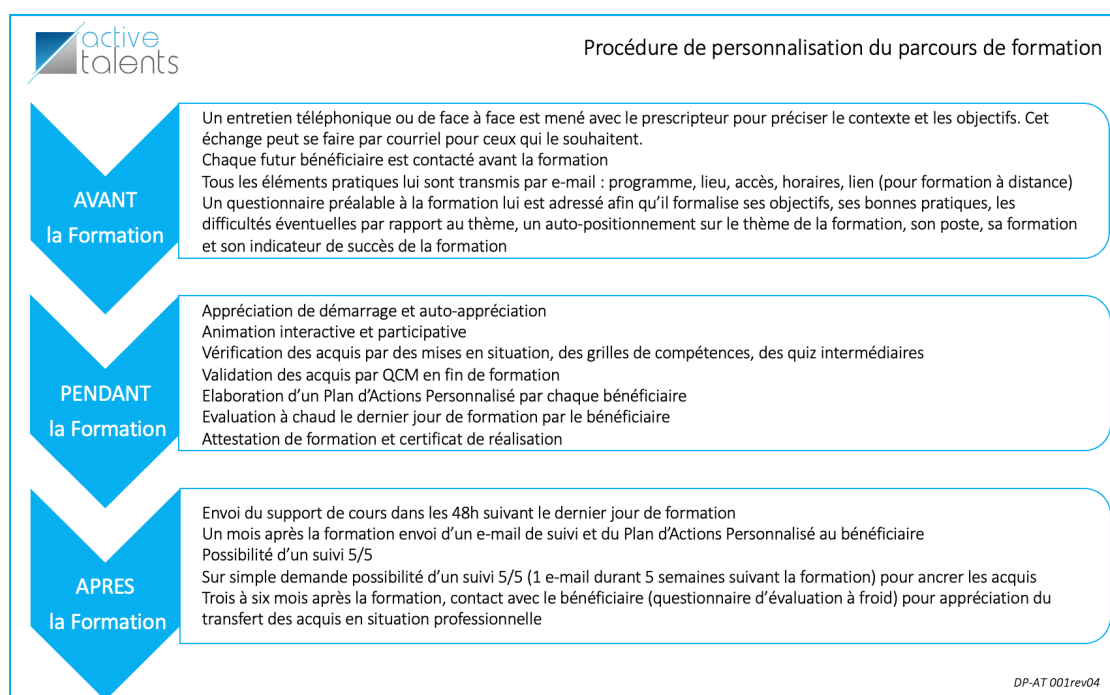 active
talents
Procédure de personnalisation du parcours de formation
AVANT
la Formation
Un entretien téléphonique ou de face à face est mené avec le prescripteur pour préciser le contexte et les objectifs. Cet
échange peut se faire par courriel pour ceux qui le souhaitent.
Chaque futur bénéficiaire est contacté avant la formation
Tous les éléments pratiques lui sont transmis par e-mail : programme, lieu, accès, horaires, lien (pour formation à distance)
Un questionnaire préalable à la formation lui est adressé afin qu’il formalise ses objectifs, ses bonnes pratiques, les
difficultés éventuelles par rapport au thème, un auto-positionnement sur le thème de la formation, son poste, sa formation
et son indicateur de succès de la formation
PENDANT
la Formation
Appréciation de démarrage et auto-appréciation
Animation interactive et participative
Vérification des acquis par des mises en situation, des grilles de compétences, des quiz intermédiaires
Validation des acquis par QCM en fin de formation
Elaboration d’un Plan d’Actions Personnalisé par chaque bénéficiaire
Evaluation à chaud le dernier jour de formation par le bénéficiaire
Attestation de formation et certificat de réalisation
APRES
la Formation
Envoi du support de cours dans les 48h suivant le dernier jour de formation
Un mois après la formation envoi d’un e-mail de suivi et du Plan d’Actions Personnalisé au bénéficiaire
Possibilité d’un suivi 5/5
Sur simple demande possibilité d’un suivi 5/5 (1 e-mail durant 5 semaines suivant la formation) pour ancrer les acquis
Trois à six mois après la formation, contact avec le bénéficiaire (questionnaire d’évaluation à froid) pour appréciation du
transfert des acquis en situation professionnelle
DP-AT 001rev04